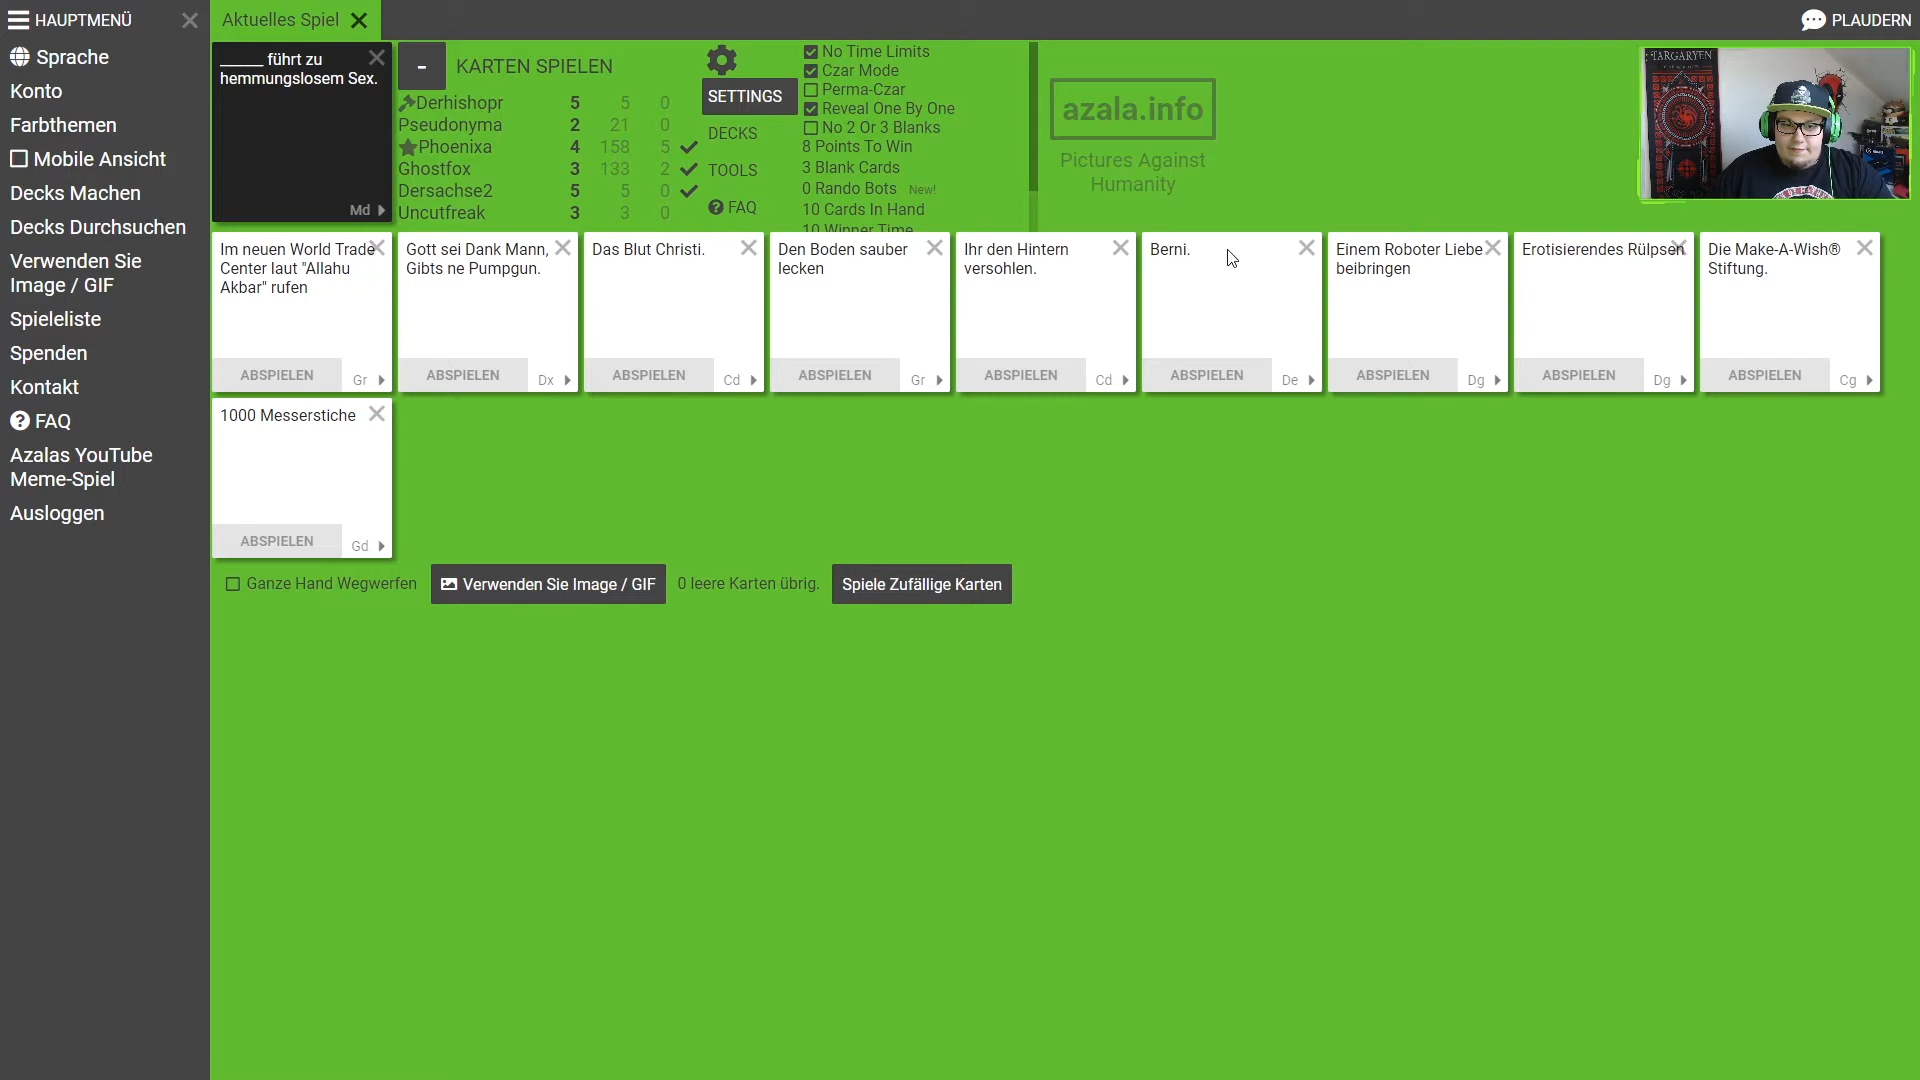 HAUPTMENÜ
Aktuelles Spiel
PLAUDERN
Sprache
Konto
Farbthemen
Mobile Ansicht
Decks Machen
Decks Durchsuchen
Verwenden Sie
Image / GIF
Spieleliste
Spenden
Kontakt
FAQ
Azalas YouTube
Meme-Spiel
Ausloggen
_____ führt zu
hemmungslosem Sex.
Md
- KARTEN SPIELEN
Derhishopr 5 5 0
Pseudonyma 2 21 0
Phoenixa 4 158 5
Ghostfox 3 133 2
Dersachse2 5 5 0
Uncutfreak 3 3 0
SETTINGS
DECKS
TOOLS
FAQ
No Time Limits
Czar Mode
Perma-Czar
Reveal One By One
No 2 Or 3 Blanks
8 Points To Win
3 Blank Cards
0 Rando Bots New!
10 Cards In Hand
10 Winner Time
azala.info
Pictures Against
Humanity
TARGARYEN
Im neuen World Trade
Center laut "Allahu
Akbar" rufen
ABSPIELEN Gr
Gott sei Dank Mann,
Gibts ne Pumpgun.
ABSPIELEN Dx
Das Blut Christi.
ABSPIELEN Cd
Den Boden sauber
lecken
ABSPIELEN Gr
Ihr den Hintern
versohlen.
ABSPIELEN Cd
Berni.
ABSPIELEN De
Einem Roboter Liebe
beibringen
ABSPIELEN Dg
Erotisierendes Rülpsen
ABSPIELEN Dg
Die Make-A-Wish®
Stiftung.
ABSPIELEN Cg
1000 Messerstiche
ABSPIELEN Gd
Ganze Hand Wegwerfen
Verwenden Sie Image / GIF
0 leere Karten übrig.
Spiele Zufällige Karten